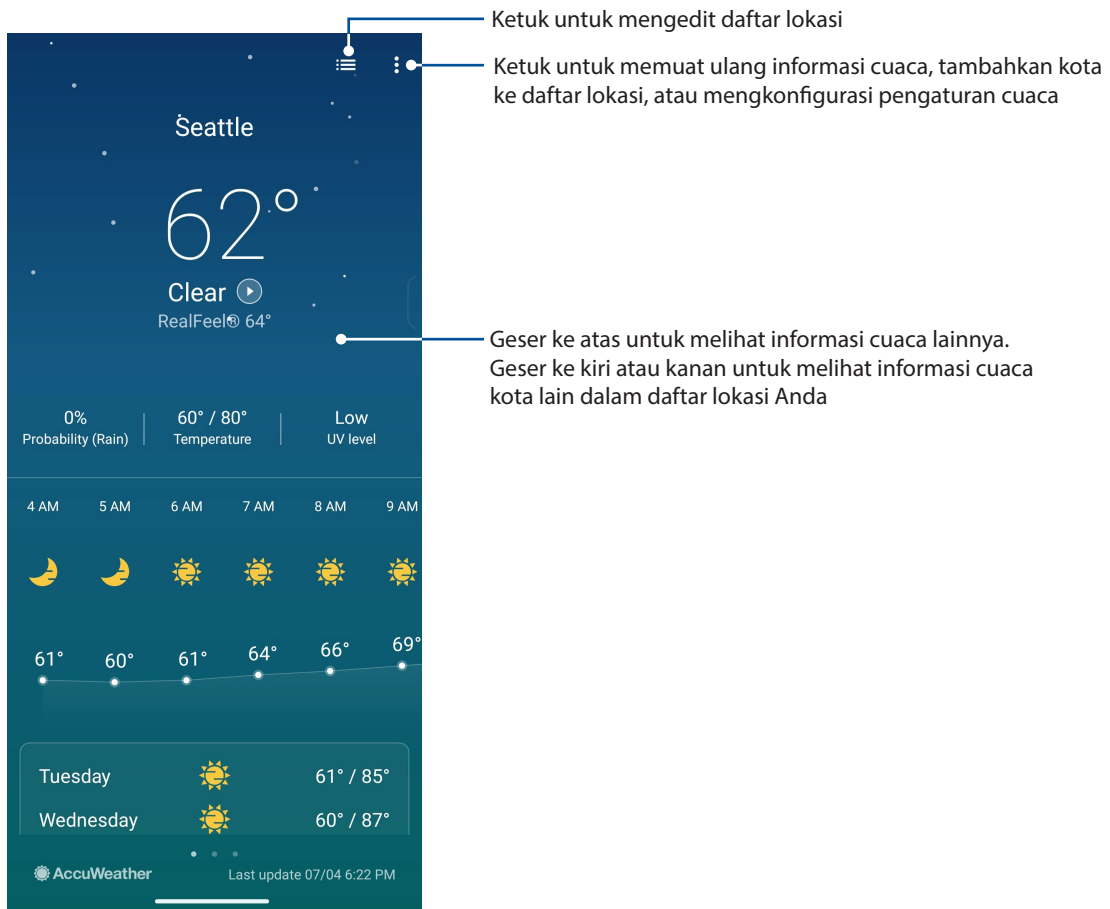 Ketuk untuk mengedit daftar lokasi
Ketuk untuk memuat ulang informasi cuaca, tambahkan kota
ke daftar lokasi, atau mengkonfigurasi pengaturan cuaca
Seattle
62°
Clear
RealFeel® 64°
Geser ke atas untuk melihat informasi cuaca lainnya.
Geser ke kiri atau kanan untuk melihat informasi cuaca
kota lain dalam daftar lokasi Anda
0% 60° / 80° Low
Probability (Rain) Temperature UV level
4 AM 5 AM 6 AM 7 AM 8 AM 9 AM
61° 60° 61° 64° 66° 69°
Tuesday 61° / 85°
Wednesday 60° / 87°
AccuWeather Last update 07/04 6:22 PM